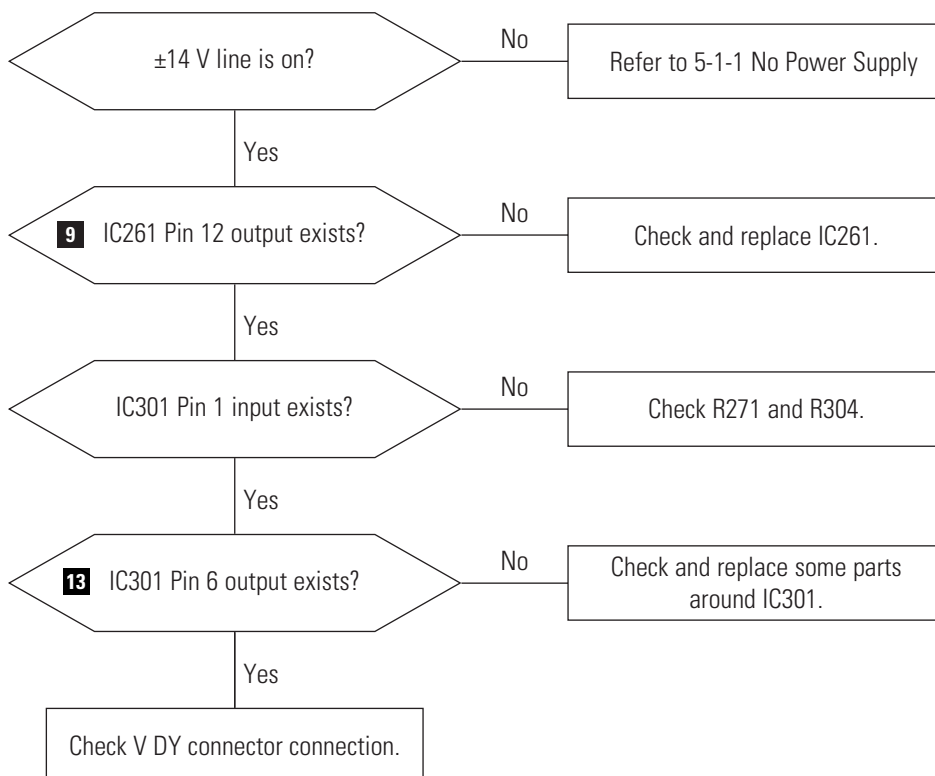 ±14 V line is on?
No
Refer to 5-1-1 No Power Supply
Yes
9 IC261 Pin 12 output exists?
No
Check and replace IC261.
Yes
IC301 Pin 1 input exists?
No
Check R271 and R304.
Yes
13 IC301 Pin 6 output exists?
No
Check and replace some parts
around IC301.
Yes
Check V DY connector connection.